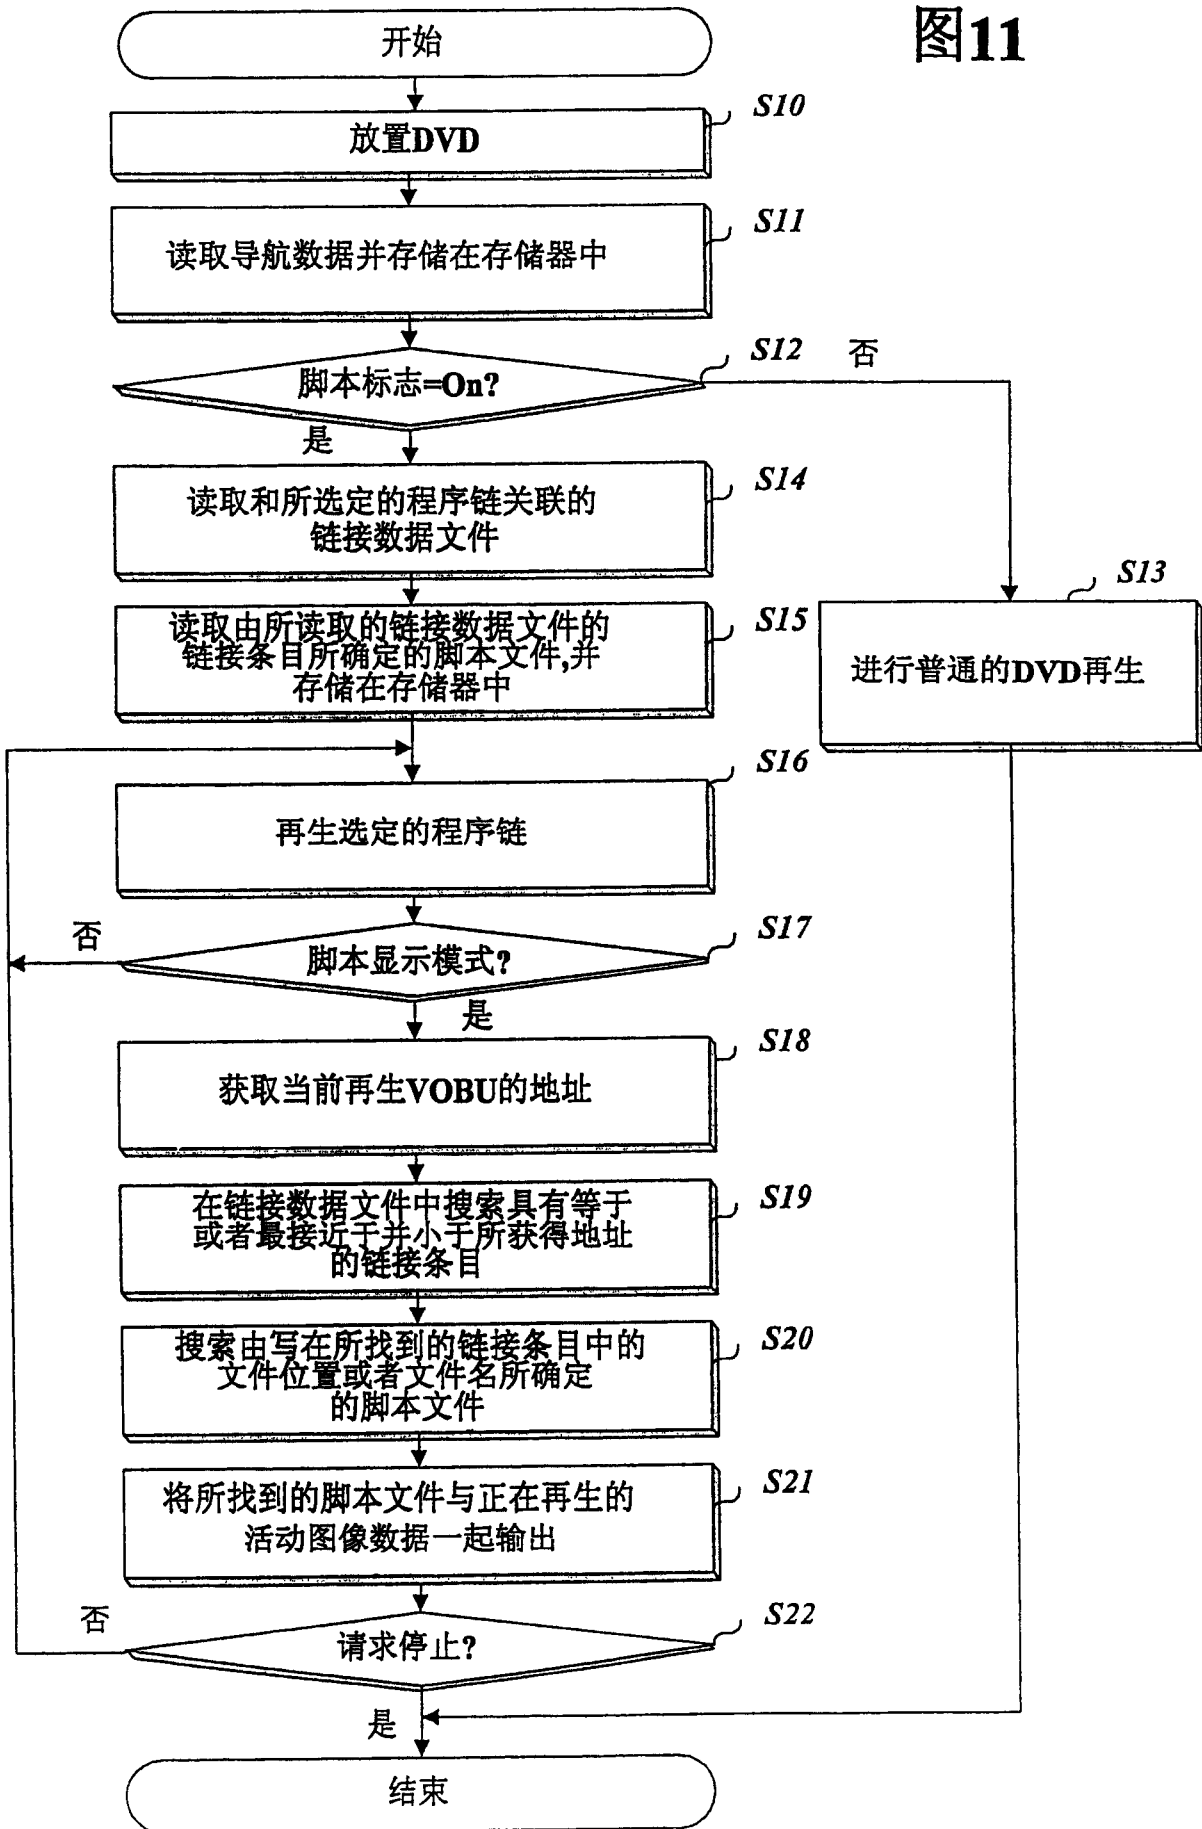 图11
开始
S10
放置DVD
S11
读取导航数据并存储在存储器中
S12
否
脚本标志=On?
是
S14
读取和所选定的程序链关联的
链接数据文件
S13
进行普通的DVD再生
S15
读取由所读取的链接数据文件的
链接条目所确定的脚本文件,并
存储在存储器中
S16
再生选定的程序链
S17
否
脚本显示模式?
是
S18
获取当前再生VOBU的地址
S19
在链接数据文件中搜索具有等于
或者最接近于并小于所获得地址
的链接条目
S20
搜索由写在所找到的链接条目中的
文件位置或者文件名所确定
的脚本文件
S21
将所找到的脚本文件与正在再生的
活动图像数据一起输出
S22
否
请求停止?
是
结束